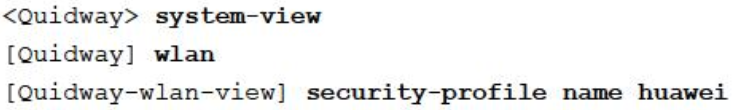 <Quidway> system-view
[Quidway] wlan
[Quidway-wlan-view] security-profile name huawei